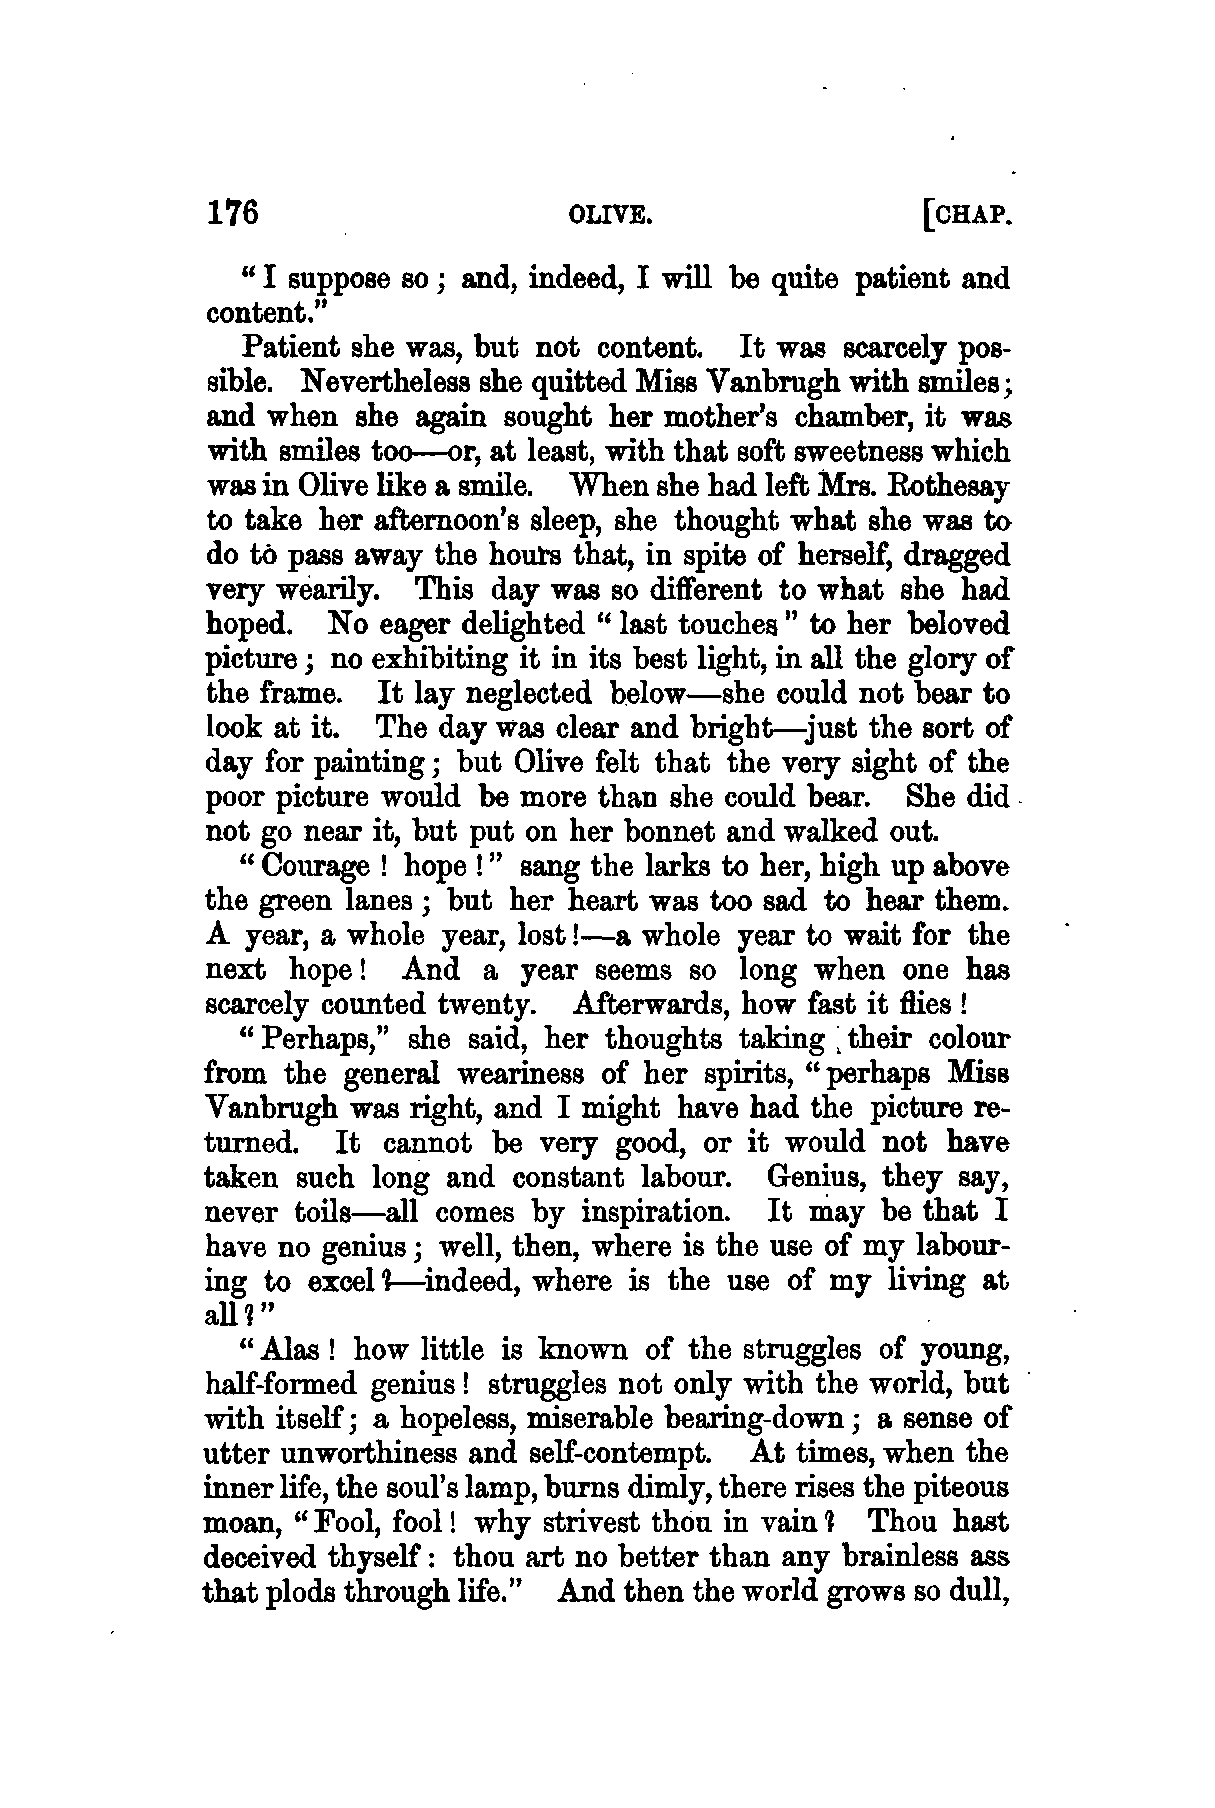 176 OLIVE. [CHAP.
"I suppose so; and, indeed, I will be quite patient and
content."
Patient she was, but not content. It was scarcely pos-
sible. Nevertheless she quitted Miss Vanbrugh with smiles;
and when she again sought her mother's chamber, it was
with smiles too—or, at least, with that soft sweetness which
was in Olive like a smile. When she had left Mrs. Rothesay
to take her afternoon's sleep, she thought what she was to
do to pass away the hours that, in spite of herself, dragged
very wearily. This day was so different to what she had
hoped. No eager delighted "last touches" to her beloved
picture; no exhibiting it in its best light, in all the glory of
the frame. It lay neglected below—she could not bear to
look at it. The day was clear and bright—just the sort of
day for painting; but Olive felt that the very sight of the
poor picture would be more than she could bear. She did
not go near it, but put on her bonnet and walked out.
"Courage! hope!" sang the larks to her, high up above
the green lanes; but her heart was too sad to hear them.
A year, a whole year, lost!—a whole year to wait for the
next hope! And a year seems so long when one has
scarcely counted twenty. Afterwards, how fast it flies!
"Perhaps," she said, her thoughts taking their colour
from the general weariness of her spirits, "perhaps Miss
Vanbrugh was right, and I might have had the picture re-
turned. It cannot be very good, or it would not have
taken such long and constant labour. Genius, they say,
never toils—all comes by inspiration. It may be that I
have no genius; well, then, where is the use of my labour-
ing to excel?—indeed, where is the use of my living at
all?"
"Alas! how little is known of the struggles of young,
half-formed genius! struggles not only with the world, but
with itself; a hopeless, miserable bearing-down; a sense of
utter unworthiness and self-contempt. At times, when the
inner life, the soul's lamp, burns dimly, there rises the piteous
moan, "Fool, fool! why strivest thou in vain? Thou hast
deceived thyself: thou art no better than any brainless ass
that plods through life." And then the world grows so dull,